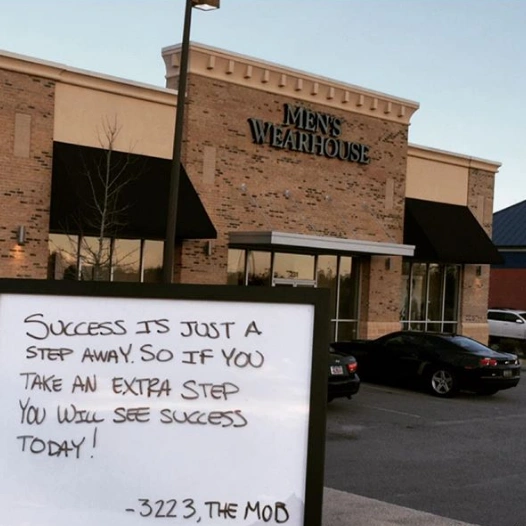 MEN'S
WEARHOUSE
SUCCESS IS JUST A
STEP AWAY. SO IF YOU
TAKE AN EXTRA STEP
YOU WILL SEE SUCCESS
TODAY!
-3223, THE MOB